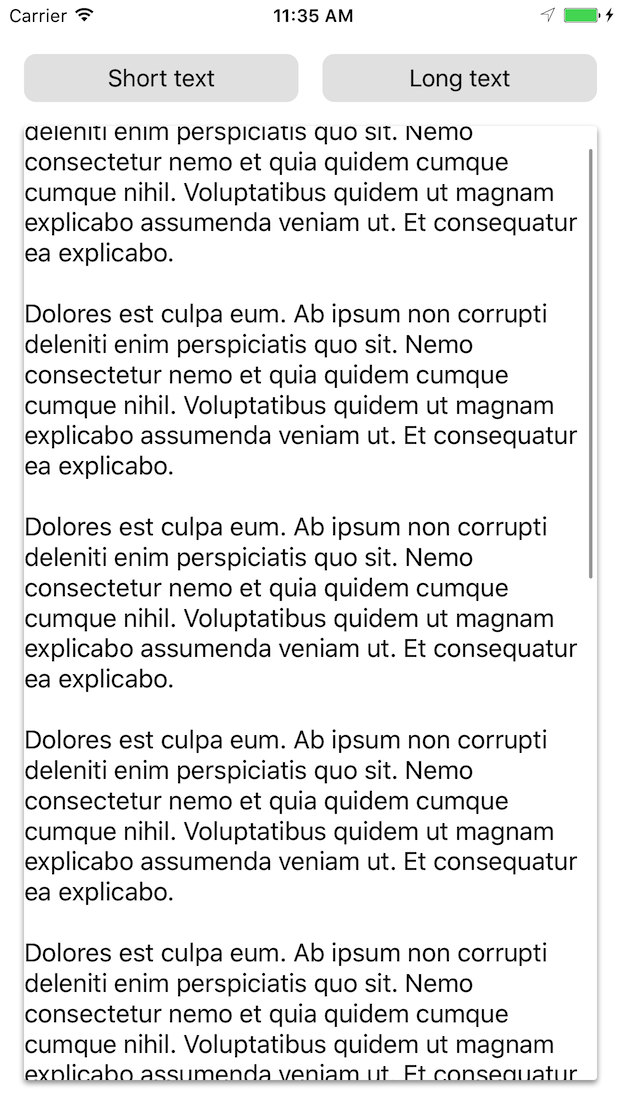 Carrier 11:35 AM
Short text Long text
deleniti enim perspiciatis quo sit. Nemo
consectetur nemo et quia quidem cumque
cumque nihil. Voluptatibus quidem ut magnam
explicabo assumenda veniam ut. Et consequatur
ea explicabo.
Dolores est culpa eum. Ab ipsum non corrupti
deleniti enim perspiciatis quo sit. Nemo
consectetur nemo et quia quidem cumque
cumque nihil. Voluptatibus quidem ut magnam
explicabo assumenda veniam ut. Et consequatur
ea explicabo.
Dolores est culpa eum. Ab ipsum non corrupti
deleniti enim perspiciatis quo sit. Nemo
consectetur nemo et quia quidem cumque
cumque nihil. Voluptatibus quidem ut magnam
explicabo assumenda veniam ut. Et consequatur
ea explicabo.
Dolores est culpa eum. Ab ipsum non corrupti
deleniti enim perspiciatis quo sit. Nemo
consectetur nemo et quia quidem cumque
cumque nihil. Voluptatibus quidem ut magnam
explicabo assumenda veniam ut. Et consequatur
ea explicabo.
Dolores est culpa eum. Ab ipsum non corrupti
deleniti enim perspiciatis quo sit. Nemo
consectetur nemo et quia quidem cumque
cumque nihil. Voluptatibus quidem ut magnam
explicabo assumenda veniam ut. Et consequatur